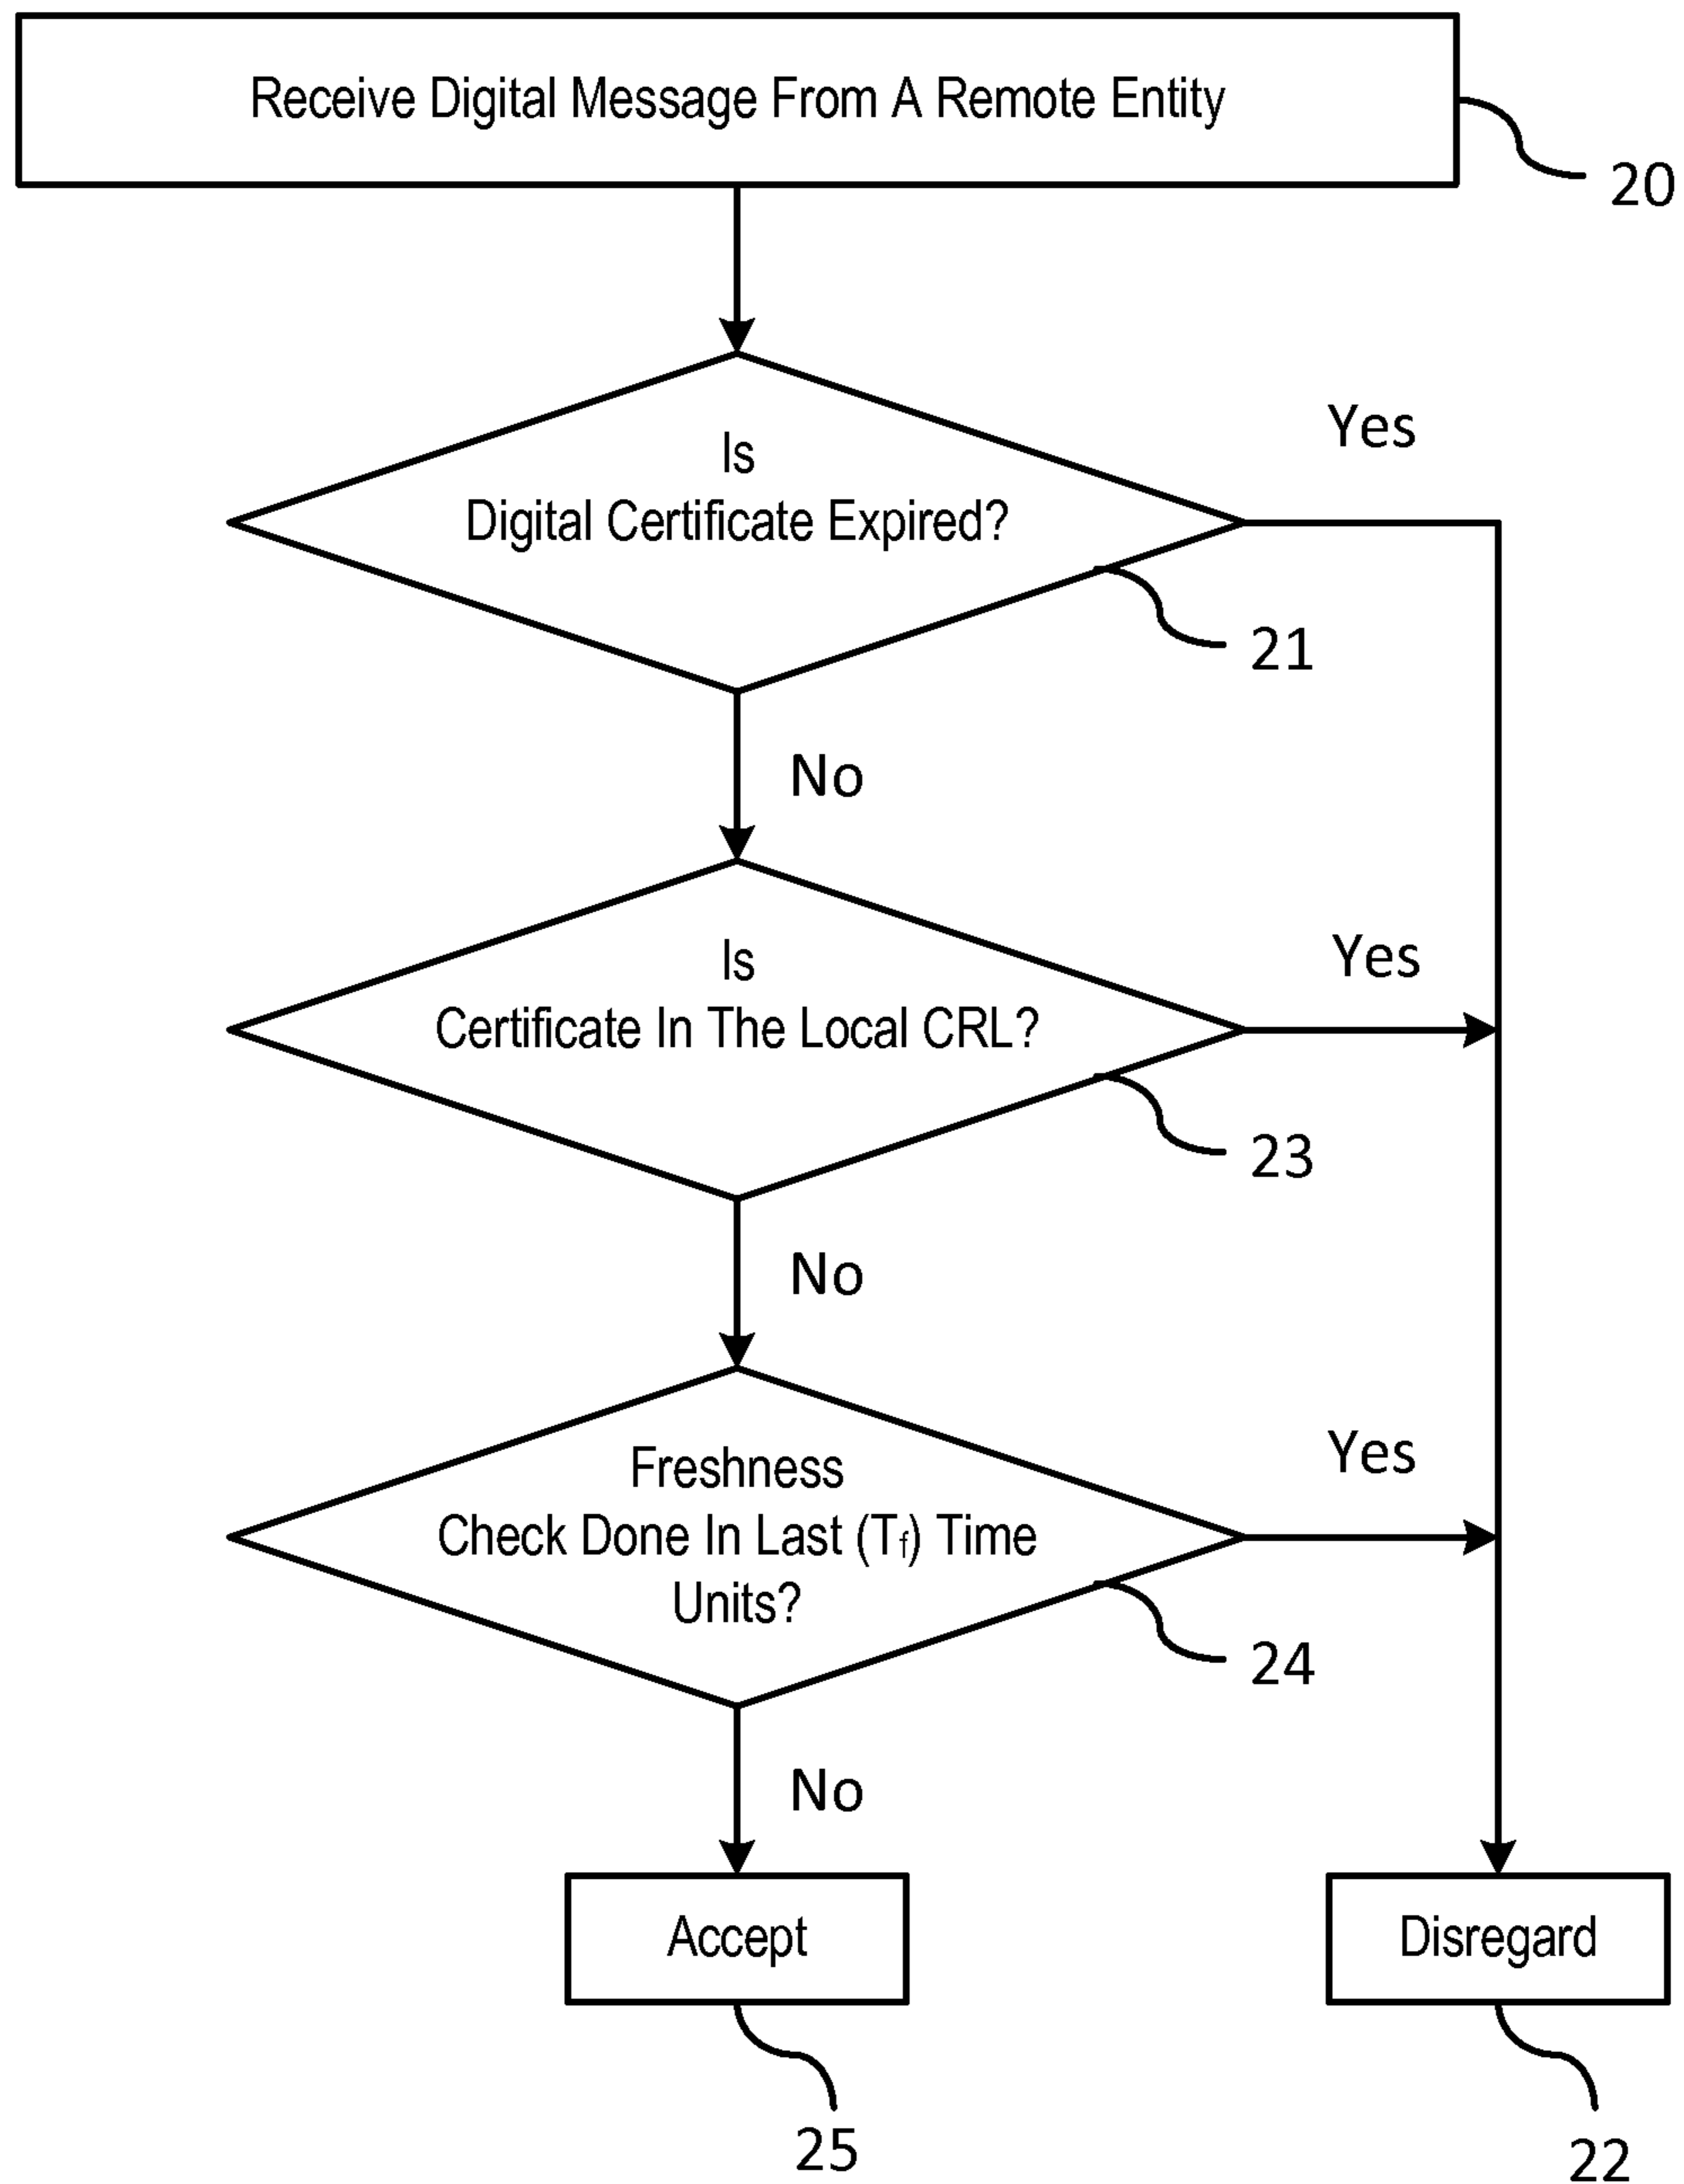 Receive Digital Message From A Remote Entity
20
Is
Digital Certificate Expired?
Yes
21
No
Is
Certificate In The Local CRL?
Yes
23
No
Freshness
Check Done In Last (Tf) Time
Units?
Yes
24
No
Accept
Disregard
25
22